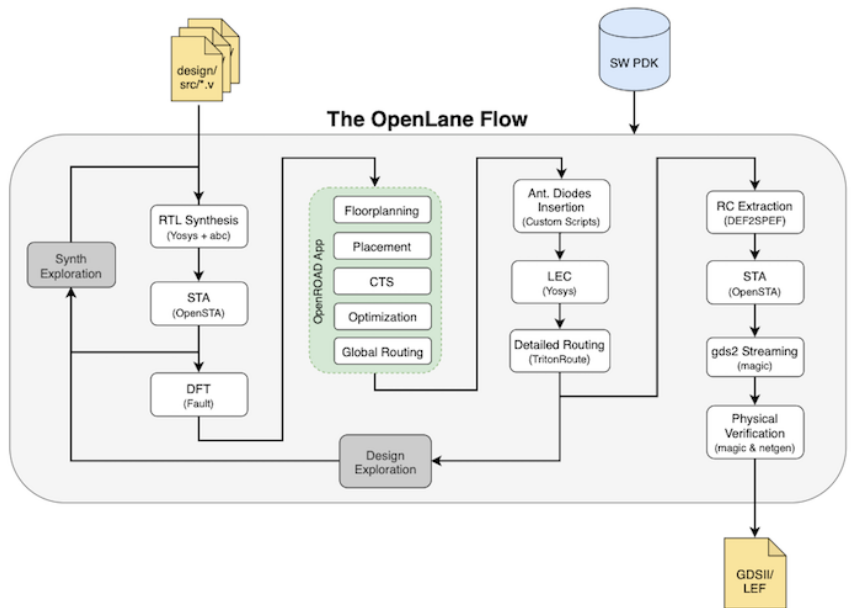 design/
src/*.v
SW PDK
The OpenLane Flow
RTL Synthesis
(Yosys + abc)
Synth
Exploration
STA
(OpenSTA)
DFT
(Fault)
OpenROAD App
Floorplanning
Placement
CTS
Optimization
Global Routing
Ant. Diodes
Insertion
(Custom Scripts)
LEC
(Yosys)
Detailed Routing
(TritonRoute)
Design
Exploration
RC Extraction
(DEF2SPEF)
STA
(OpenSTA)
gds2 Streaming
(magic)
Physical
Verification
(magic & netgen)
GDSII/
LEF